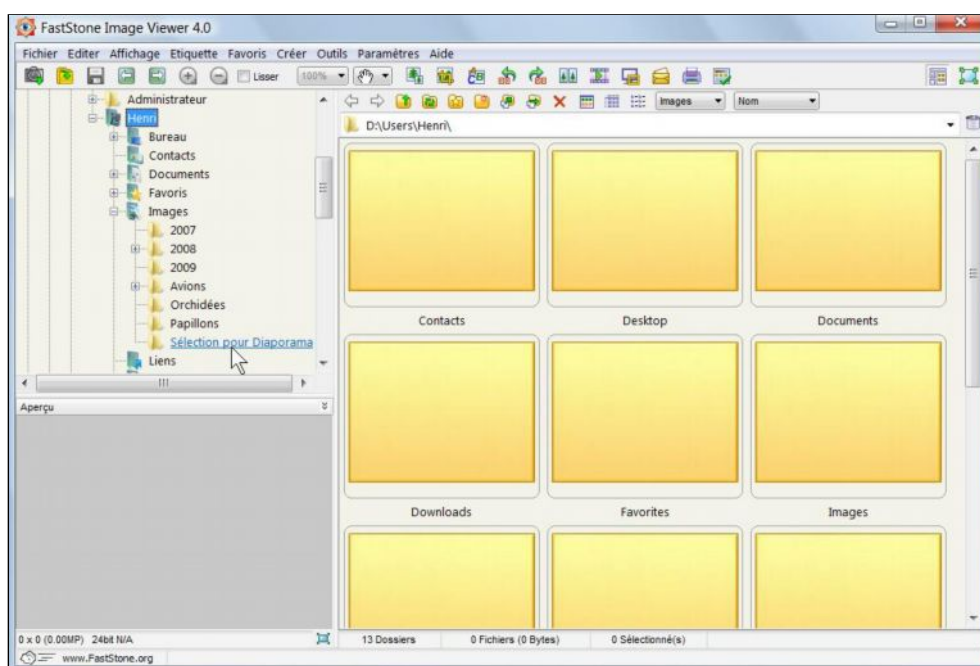 FastStone Image Viewer 4.0
Fichier Editer Affichage Etiquette Favoris Créer Outils Paramètres Aide
Lisser 100%
Administrateur
Henri
Bureau
Contacts
Documents
Favoris
Images
2007
2008
2009
Avions
Orchidées
Papillons
Sélection pour Diaporama
Liens
Aperçu
Images Nom
D:\Users\Henri\
Contacts Desktop Documents
Downloads Favorites Images
0 x 0 (0.00MP) 24bit N/A
13 Dossiers 0 Fichiers (0 Bytes) 0 Sélectionné(s)
www.FastStone.org